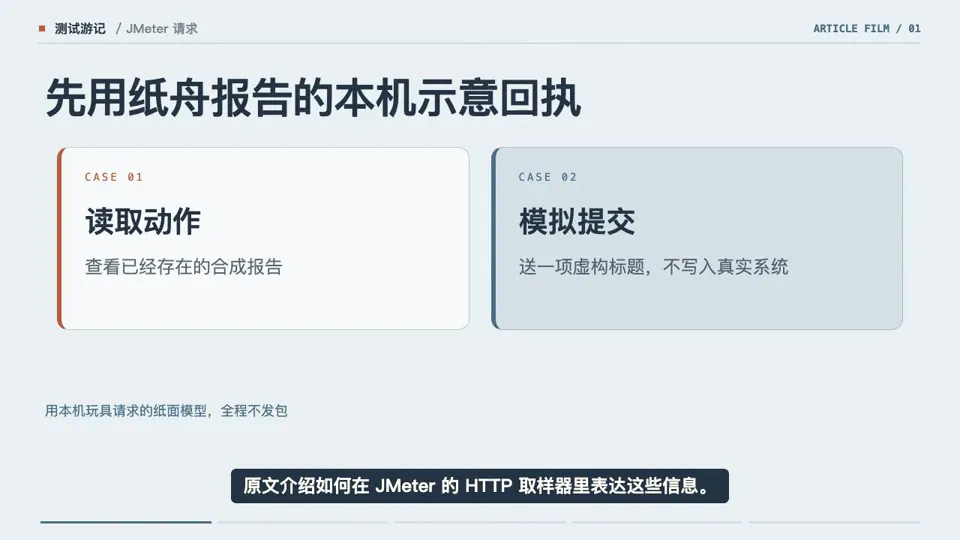 测试游记 / JMeter 请求
ARTICLE FILM / 01
先用纸舟报告的本机示意回执
CASE 01
读取动作
查看已经存在的合成报告
CASE 02
模拟提交
送一项虚构标题，不写入真实系统
用本机玩具请求的纸面模型，全程不发包
原文介绍如何在 JMeter 的 HTTP 取样器里表达这些信息。